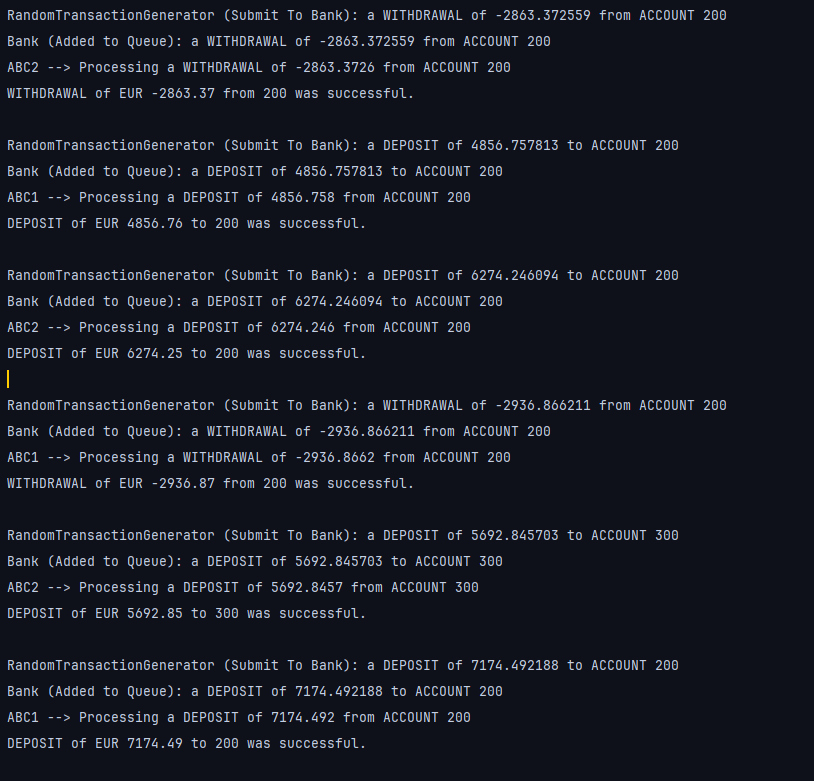 RandomTransactionGenerator (Submit To Bank): a WITHDRAWAL of -2863.372559 from ACCOUNT 200
Bank (Added to Queue): a WITHDRAWAL of -2863.372559 from ACCOUNT 200
ABC2 --> Processing a WITHDRAWAL of -2863.3726 from ACCOUNT 200
WITHDRAWAL of EUR -2863.37 from 200 was successful.

RandomTransactionGenerator (Submit To Bank): a DEPOSIT of 4856.757813 to ACCOUNT 200
Bank (Added to Queue): a DEPOSIT of 4856.757813 to ACCOUNT 200
ABC1 --> Processing a DEPOSIT of 4856.758 from ACCOUNT 200
DEPOSIT of EUR 4856.76 to 200 was successful.

RandomTransactionGenerator (Submit To Bank): a DEPOSIT of 6274.246094 to ACCOUNT 200
Bank (Added to Queue): a DEPOSIT of 6274.246094 to ACCOUNT 200
ABC2 --> Processing a DEPOSIT of 6274.246 from ACCOUNT 200
DEPOSIT of EUR 6274.25 to 200 was successful.

RandomTransactionGenerator (Submit To Bank): a WITHDRAWAL of -2936.866211 from ACCOUNT 200
Bank (Added to Queue): a WITHDRAWAL of -2936.866211 from ACCOUNT 200
ABC1 --> Processing a WITHDRAWAL of -2936.8662 from ACCOUNT 200
WITHDRAWAL of EUR -2936.87 from 200 was successful.

RandomTransactionGenerator (Submit To Bank): a DEPOSIT of 5692.845703 to ACCOUNT 300
Bank (Added to Queue): a DEPOSIT of 5692.845703 to ACCOUNT 300
ABC2 --> Processing a DEPOSIT of 5692.8457 from ACCOUNT 300
DEPOSIT of EUR 5692.85 to 300 was successful.

RandomTransactionGenerator (Submit To Bank): a DEPOSIT of 7174.492188 to ACCOUNT 200
Bank (Added to Queue): a DEPOSIT of 7174.492188 to ACCOUNT 200
ABC1 --> Processing a DEPOSIT of 7174.492 from ACCOUNT 200
DEPOSIT of EUR 7174.49 to 200 was successful.